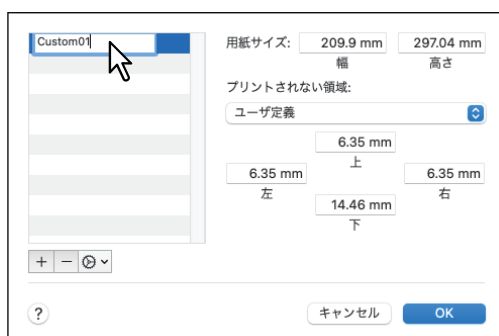 Custom01
用紙サイズ: 209.9 mm 297.04 mm
幅 高さ
プリントされない領域:
ユーザ定義
6.35 mm
上
6.35 mm 6.35 mm
左 右
14.46 mm
下
+ −
? キャンセル OK